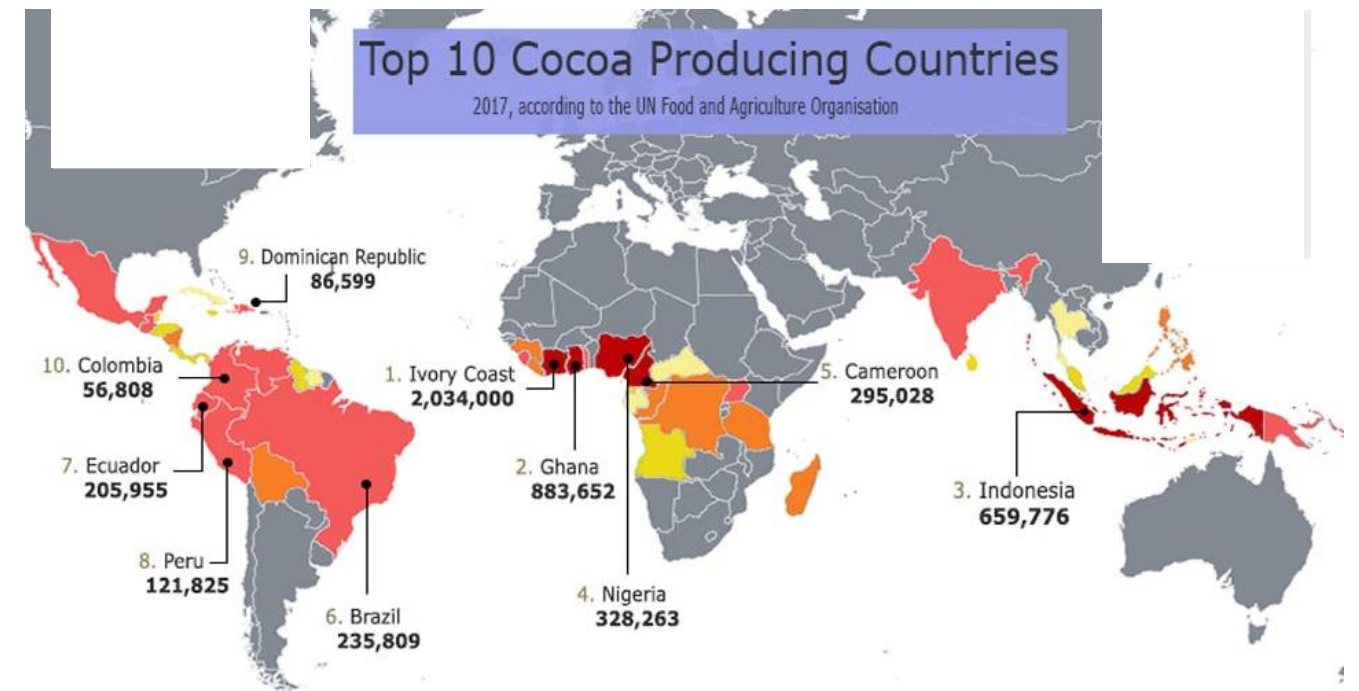 Top 10 Cocoa Producing Countries
2017, according to the UN Food and Agriculture Organisation
9. Dominican Republic
86,599
10. Colombia
56,808
1. Ivory Coast
2,034,000
5. Cameroon
295,028
7. Ecuador
205,955
2. Ghana
883,652
3. Indonesia
659,776
8. Peru
121,825
4. Nigeria
328,263
6. Brazil
235,809